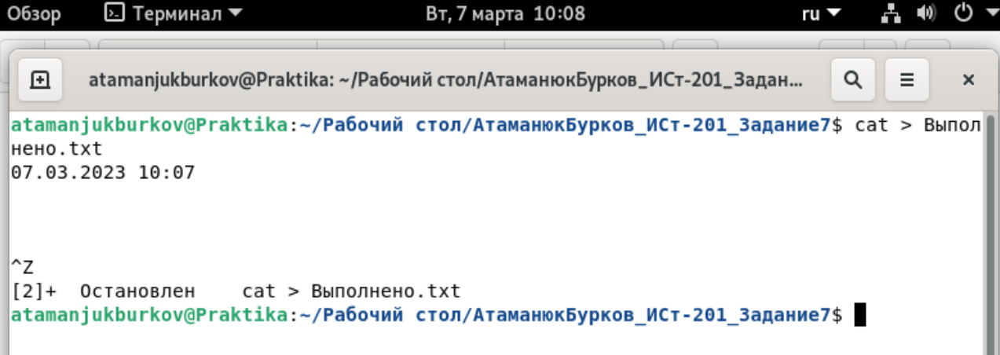 Обзор Терминал Вт, 7 марта 10:08 ru
atamanjukburkov@Praktika: ~/Рабочий стол/АтаманюкБурков_ИСт-201_Задан...
atamanjukburkov@Praktika:~/Рабочий стол/АтаманюкБурков_ИСт-201_Задание7$ cat > Выпол
нено.txt
07.03.2023 10:07
^Z
[2]+  Остановлен    cat > Выполнено.txt
atamanjukburkov@Praktika:~/Рабочий стол/АтаманюкБурков_ИСт-201_Задание7$